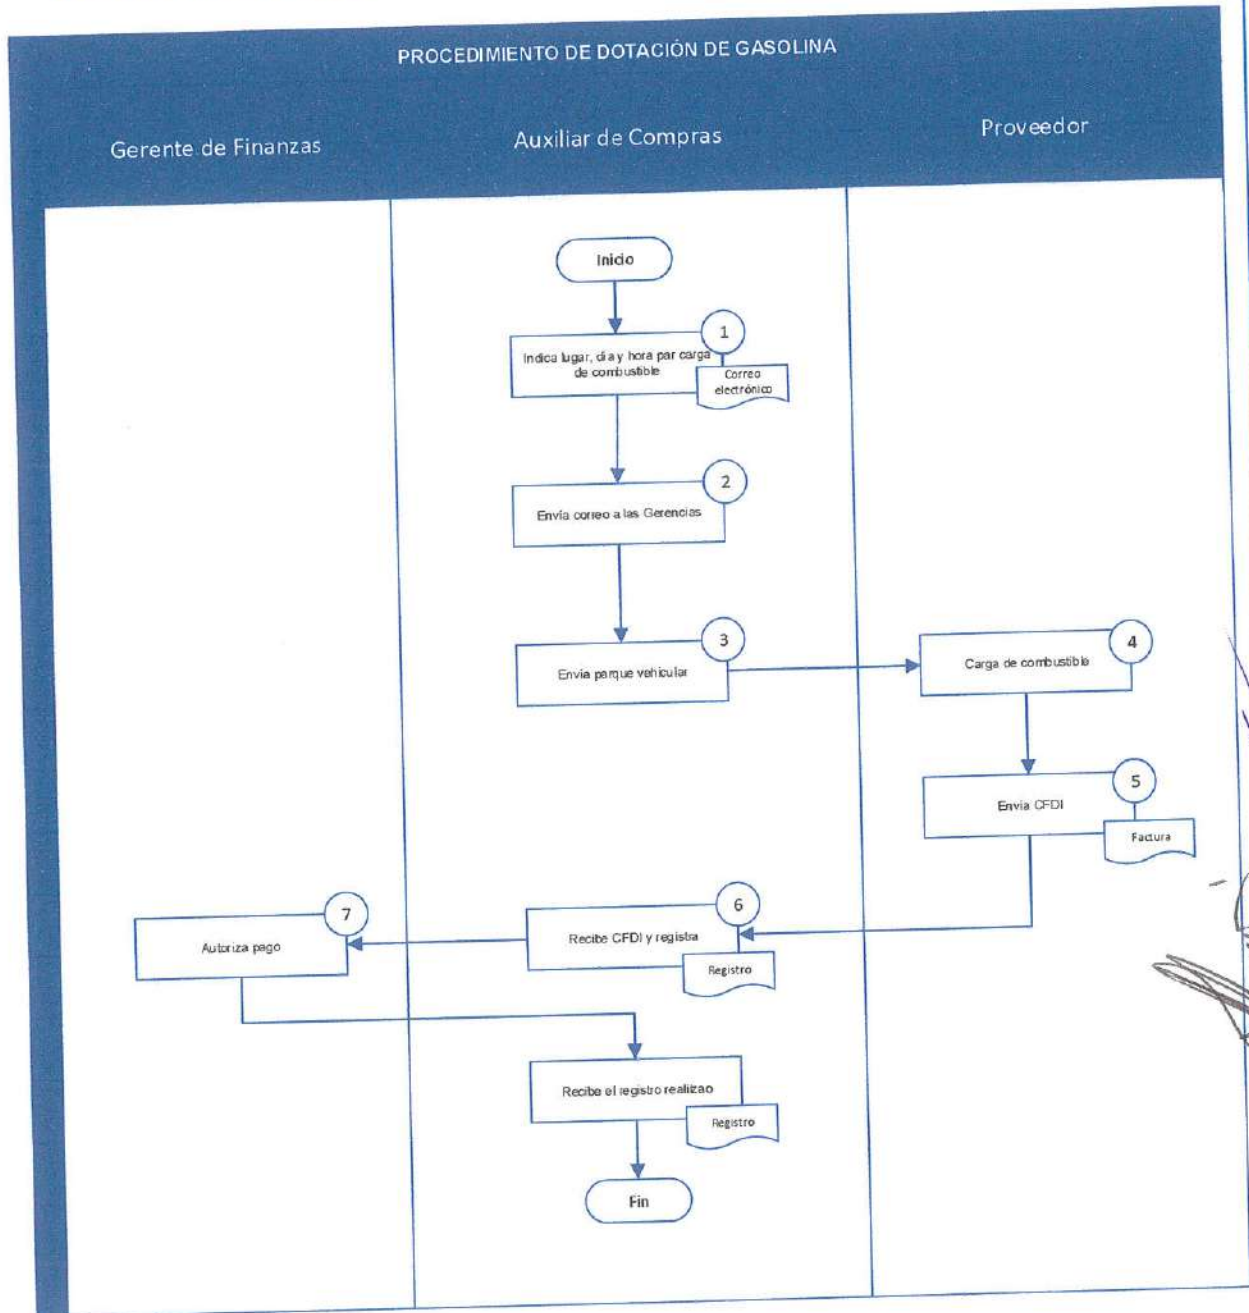 PROCEDIMIENTO DE DOTACIÓN DE GASOLINA
Gerente de Finanzas
Auxiliar de Compras
Proveedor
Inicio
1
Indica lugar, día y hora par carga
de combustible
Correo
electrónico
2
Envía correo a las Gerencias
3
Envía parque vehicular
4
Carga de combustible
5
Envía CFDI
Factura
6
Recibe CFDI y registra
Registro
7
Autoriza pago
Recibe el registro realizao
Registro
Fin